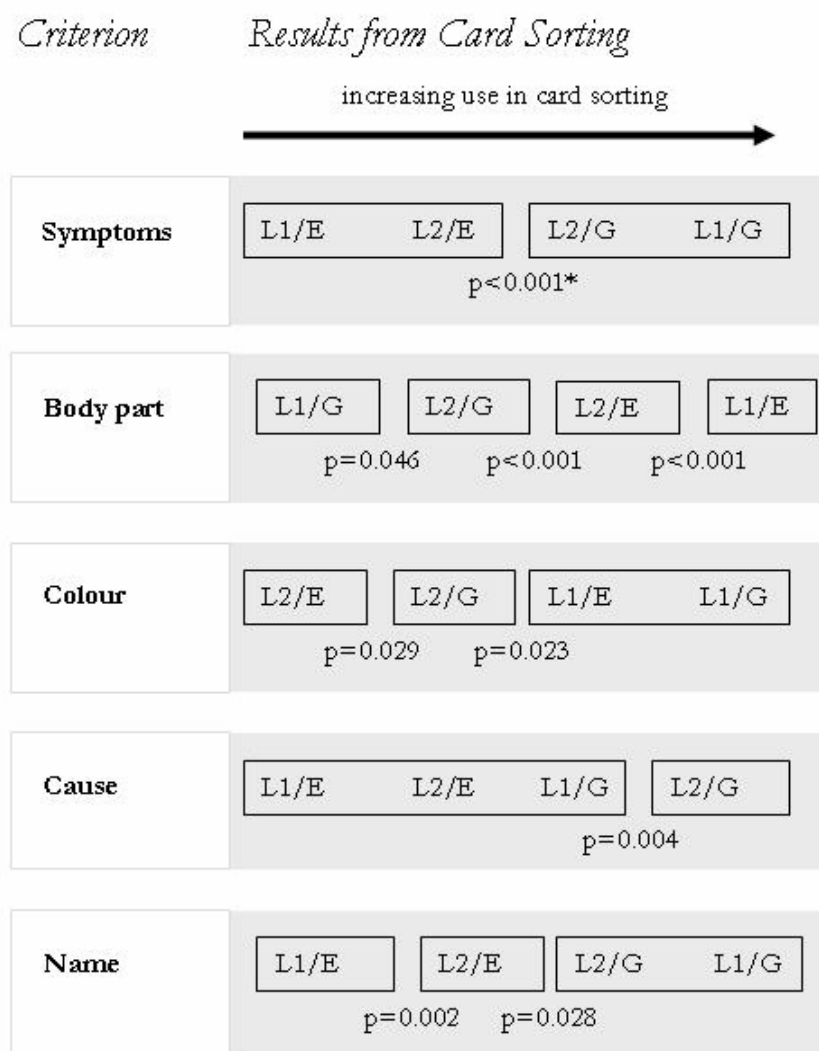 Criterion Results from Card Sorting
increasing use in card sorting
Symptoms L1/E L2/E L2/G L1/G
p<0.001*
Body part L1/G L2/G L2/E L1/E
p=0.046 p<0.001 p<0.001
Colour L2/E L2/G L1/E L1/G
p=0.029 p=0.023
Cause L1/E L2/E L1/G L2/G
p=0.004
Name L1/E L2/E L2/G L1/G
p=0.002 p=0.028